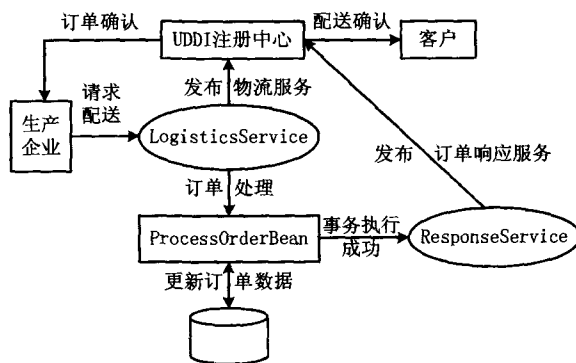 订单确认
UDDI注册中心
配送确认
客户
请求
配送
发布 物流服务
生产
企业
LogisticsService
发布 订单响应服务
订单 处理
ProcessOrderBean
事务执行
成功
ResponseService
更新订 单数据